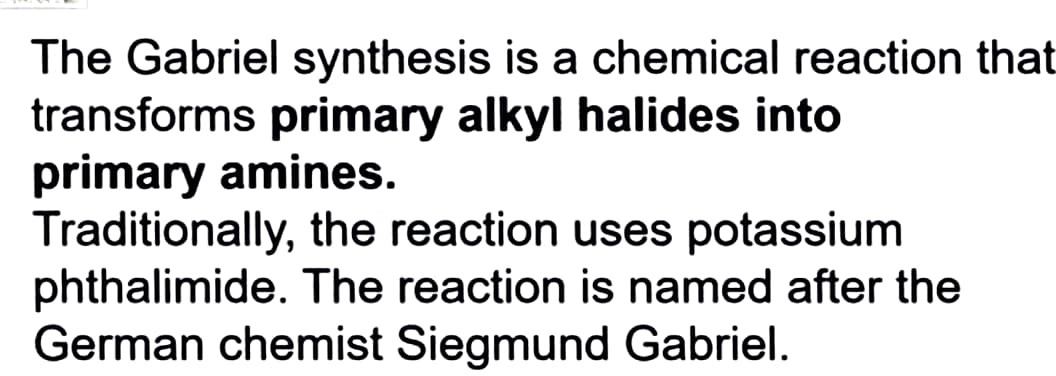 The Gabriel synthesis is a chemical reaction that
transforms primary alkyl halides into
primary amines.
Traditionally, the reaction uses potassium
phthalimide. The reaction is named after the
German chemist Siegmund Gabriel.